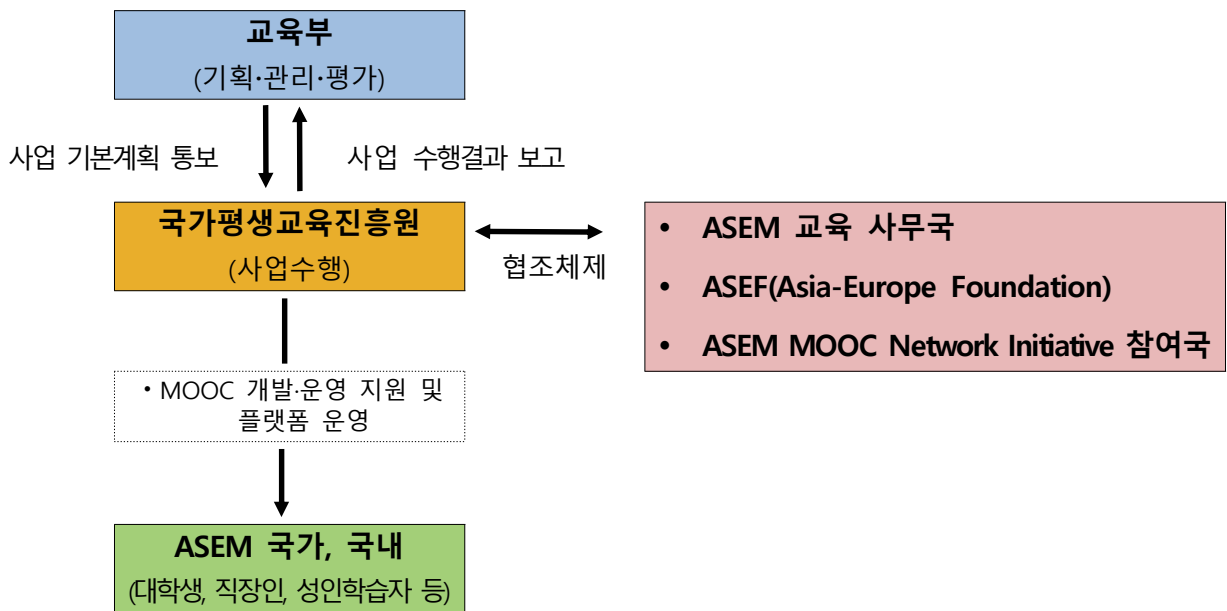 교육부
(기획·관리·평가)
사업 기본계획 통보
사업 수행결과 보고
국가평생교육진흥원
(사업수행)
협조체제
• ASEM 교육 사무국
• ASEF(Asia-Europe Foundation)
• ASEM MOOC Network Initiative 참여국
• MOOC 개발·운영 지원 및
플랫폼 운영
ASEM 국가, 국내
(대학생, 직장인, 성인학습자 등)